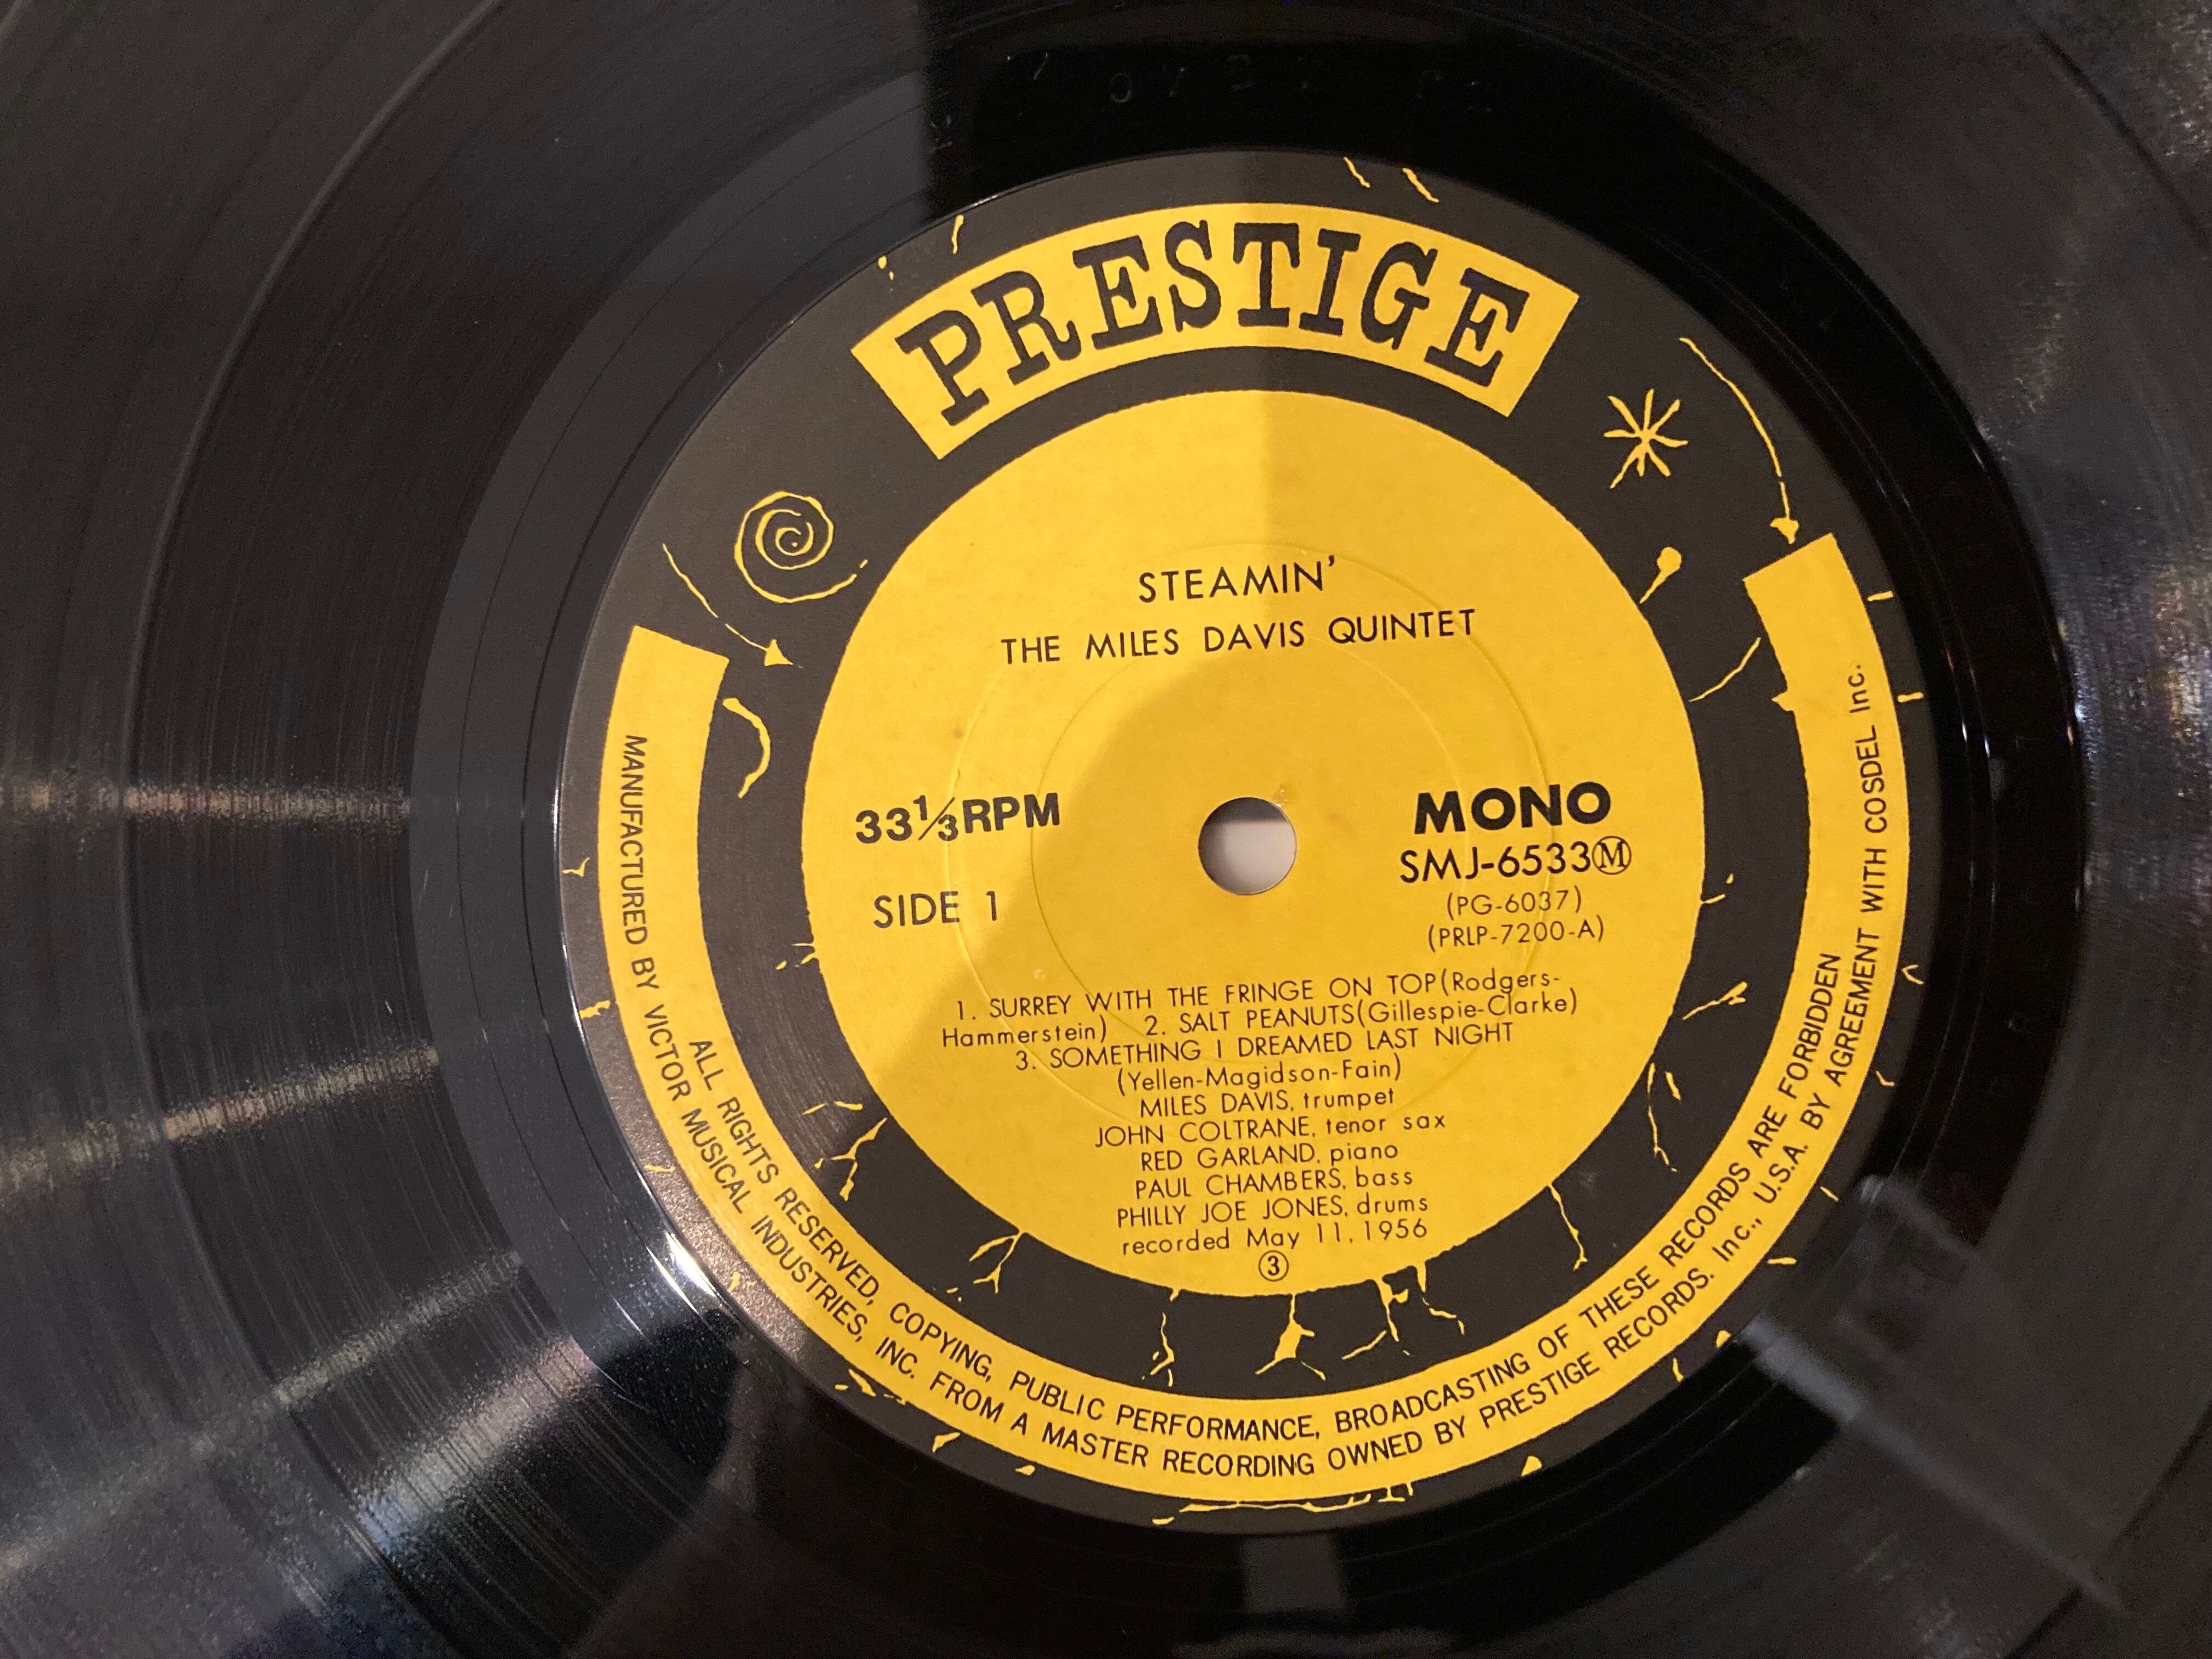 PRESTIGE
STEAMIN'
THE MILES DAVIS QUINTET
33 1/3 RPM
SIDE 1
MONO
SMJ-6533Ⓜ
(PG-6037)
(PRLP-7200-A)
1. SURREY WITH THE FRINGE ON TOP(Rodgers-
Hammerstein) 2. SALT PEANUTS(Gillespie-Clarke)
3. SOMETHING I DREAMED LAST NIGHT
(Yellen-Magidson-Fain)
MILES DAVIS, trumpet
JOHN COLTRANE, tenor sax
RED GARLAND, piano
PAUL CHAMBERS, bass
PHILLY JOE JONES, drums
recorded May 11, 1956
③
ALL RIGHTS RESERVED, COPYING, PUBLIC PERFORMANCE, BROADCASTING OF THESE RECORDS ARE FORBIDDEN
MANUFACTURED BY VICTOR MUSICAL INDUSTRIES, INC. FROM A MASTER RECORDING OWNED BY PRESTIGE RECORDS. Inc., U.S.A. BY AGREEMENT WITH COSDEL Inc.